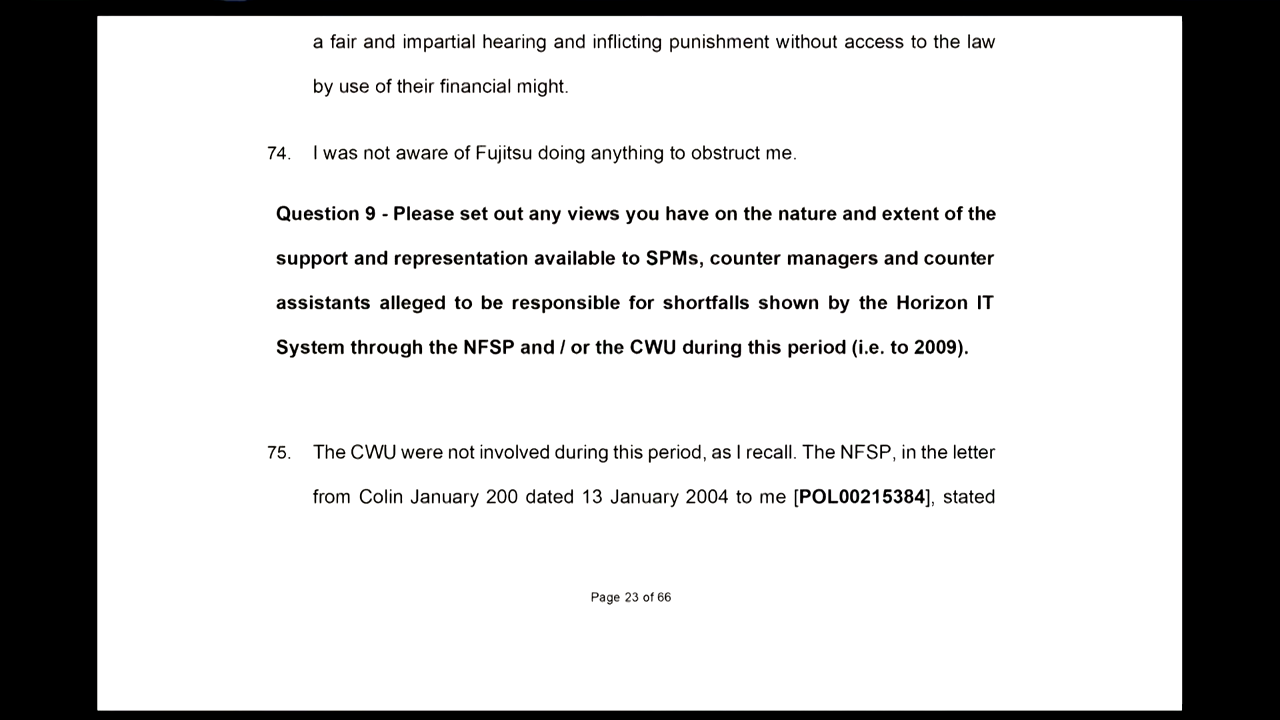 a fair and impartial hearing and inflicting punishment without access to the law
by use of their financial might.
74. I was not aware of Fujitsu doing anything to obstruct me.
Question 9 - Please set out any views you have on the nature and extent of the
support and representation available to SPMs, counter managers and counter
assistants alleged to be responsible for shortfalls shown by the Horizon IT
System through the NFSP and / or the CWU during this period (i.e. to 2009).
75. The CWU were not involved during this period, as I recall. The NFSP, in the letter
from Colin January 200 dated 13 January 2004 to me [POL00215384], stated
Page 23 of 66